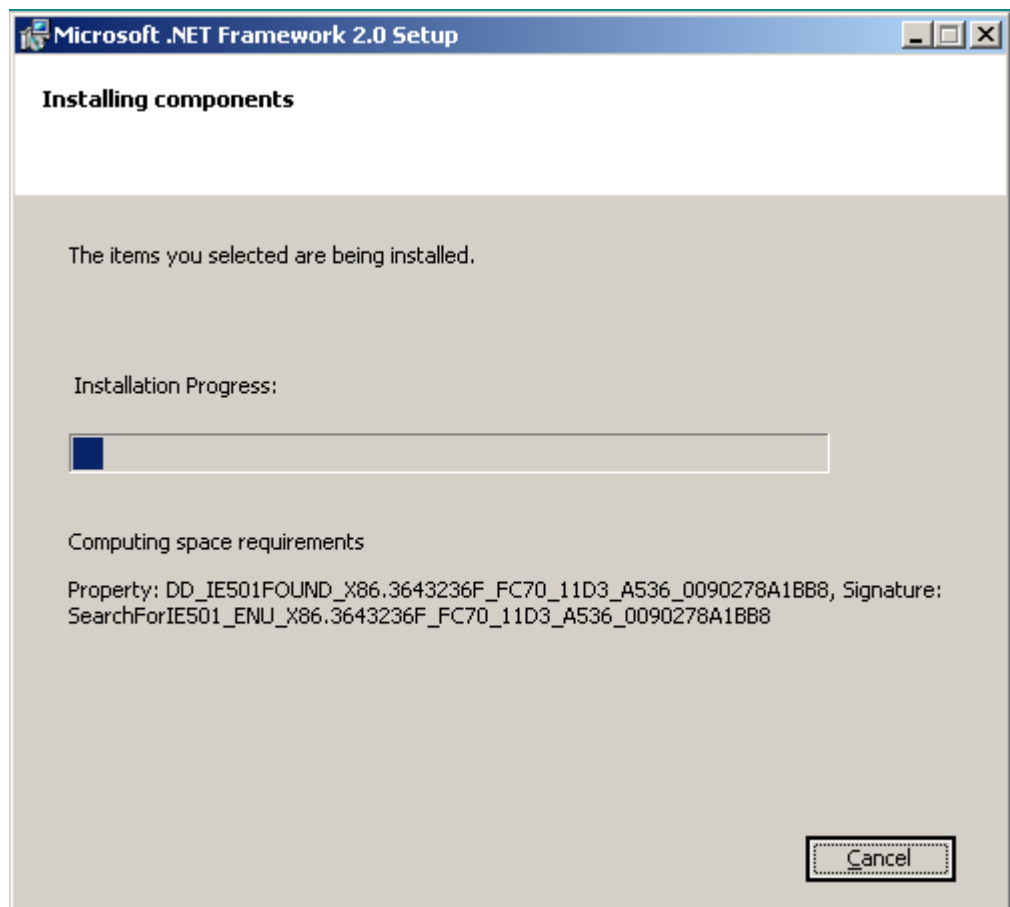 Microsoft .NET Framework 2.0 Setup
Installing components
The items you selected are being installed.
Installation Progress:
Computing space requirements
Property: DD_IE501FOUND_X86.3643236F_FC70_11D3_A536_0090278A1BB8, Signature:
SearchForIE501_ENU_X86.3643236F_FC70_11D3_A536_0090278A1BB8
Cancel